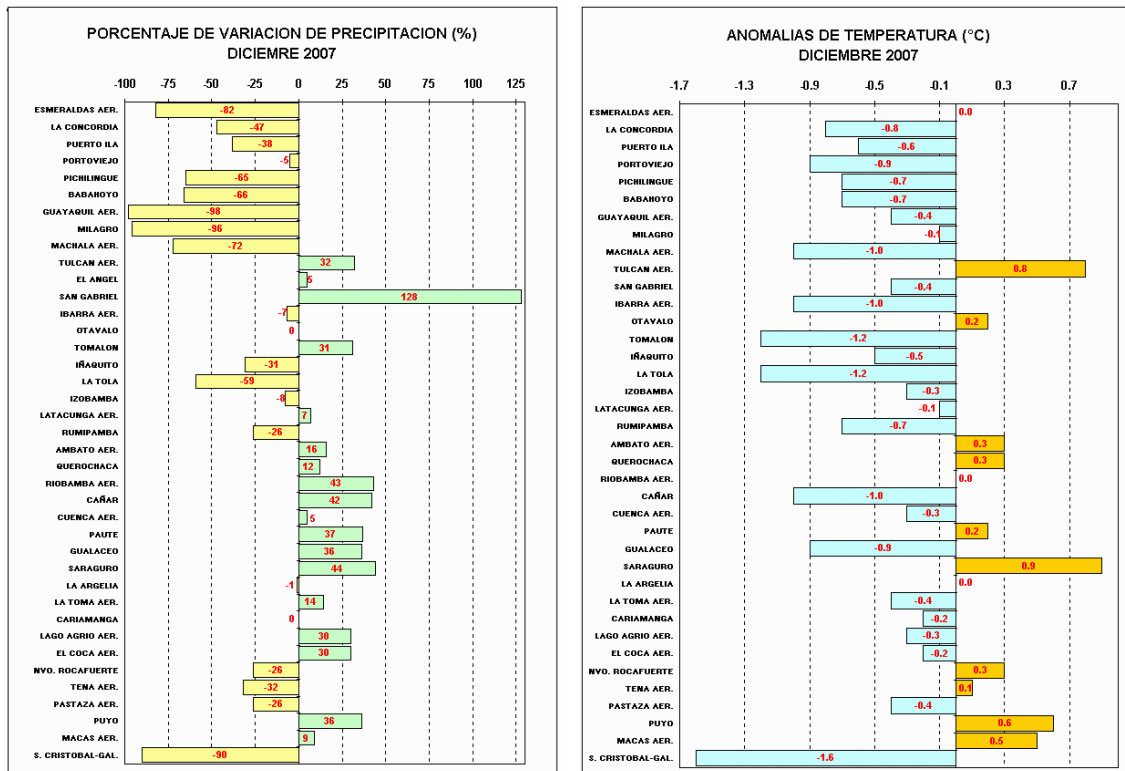 PORCENTAJE DE VARIACION DE PRECIPITACION (%)
DICIEMRE 2007
-100 -75 -50 -25 0 25 50 75 100 128
ESMERALDAS AER. -82
LA CONCORDIA -47
PUERTO ILA -38
PORTOVIEJO -5
PICHILINGUE -65
BABAHOYO -66
GUAYAQUIL AER. -98
MILAGRO -96
MACHALA AER. -72
TULCAN AER. 32
EL ANGEL 5
SAN GABRIEL 128
IBARRA AER. -7
OTAVALO 0
TOMALON 31
IÑAQUITO -31
LA TOLA -59
IZOBAMBA -8
LATACUNGA AER. 7
RUMIPAMBA -26
AMBATO AER. 16
QUEROCHACA 12
RIOBAMBA AER. 43
CAÑAR 42
CUENCA AER. 5
PAUTE 37
GUALACEO 36
SARAGURO 44
LA ARGELIA -1
LA TOMA AER. 14
CARIAMANGA 0
LAGO AGRIO AER. 30
EL COCA AER. 30
NVO. ROCAFUERTE -26
TENA AER. -32
PASTAZA AER. -26
PUYO 36
MACAS AER. 9
S. CRISTOBAL-GAL. -90
ANOMALIAS DE TEMPERATURA (°C)
DICIEMBRE 2007
-1.7 -0.9 -0.5 -0.1 0.3 0.7
ESMERALDAS AER. 0.0
LA CONCORDIA -0.8
PUERTO ILA -0.6
PORTOVIEJO -0.9
PICHILINGUE -0.7
BABAHOYO -0.7
GUAYAQUIL AER. -0.4
MILAGRO -0.1
MACHALA AER. -1.0
TULCAN AER. 0.8
SAN GABRIEL -0.4
IBARRA AER. -1.0
OTAVALO 0.2
TOMALON -1.2
IÑAQUITO -0.5
LA TOLA -1.2
IZOBAMBA -0.3
LATACUNGA AER. -0.1
RUMIPAMBA -0.7
AMBATO AER. 0.3
QUEROCHACA 0.3
RIOBAMBA AER. 0.0
CAÑAR -1.0
CUENCA AER. -0.3
PAUTE 0.2
GUALACEO -0.9
SARAGURO 0.9
LA ARGELIA 0.0
LA TOMA AER. -0.4
CARIAMANGA -0.2
LAGO AGRIO AER. -0.3
EL COCA AER. -0.2
NVO. ROCAFUERTE 0.3
TENA AER. 0.1
PASTAZA AER. -0.4
PUYO 0.6
MACAS AER. 0.5
S. CRISTOBAL-GAL. -1.6